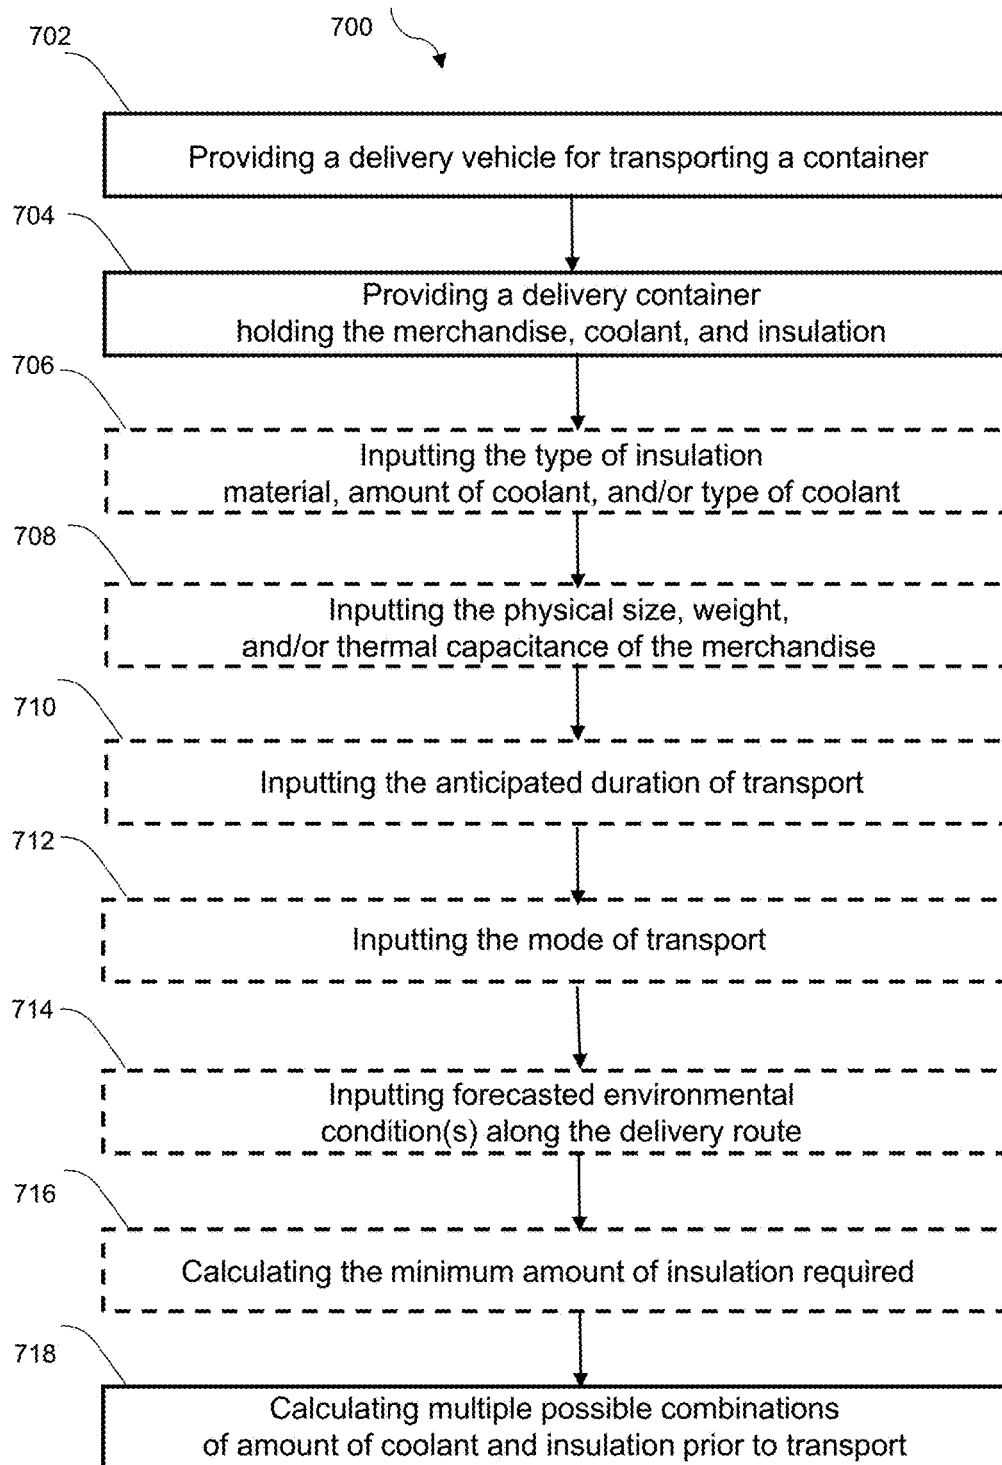 700
702
Providing a delivery vehicle for transporting a container
704
Providing a delivery container
holding the merchandise, coolant, and insulation
706
Inputting the type of insulation
material, amount of coolant, and/or type of coolant
708
Inputting the physical size, weight,
and/or thermal capacitance of the merchandise
710
Inputting the anticipated duration of transport
712
Inputting the mode of transport
714
Inputting forecasted environmental
condition(s) along the delivery route
716
Calculating the minimum amount of insulation required
718
Calculating multiple possible combinations
of amount of coolant and insulation prior to transport